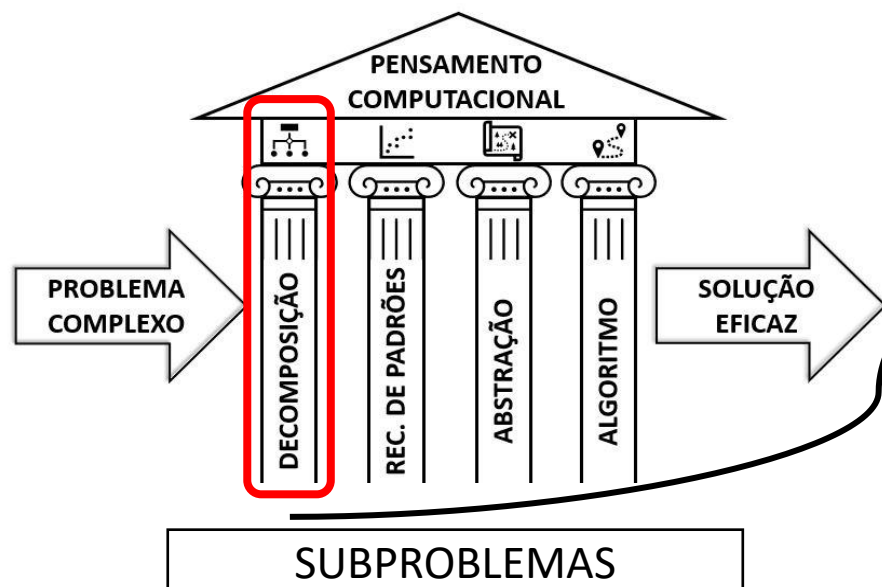 PENSAMENTO
COMPUTACIONAL
PROBLEMA
COMPLEXO
DECOMPOSIÇÃO
REC. DE PADRÕES
ABSTRAÇÃO
ALGORITMO
SOLUÇÃO
EFICAZ
SUBPROBLEMAS